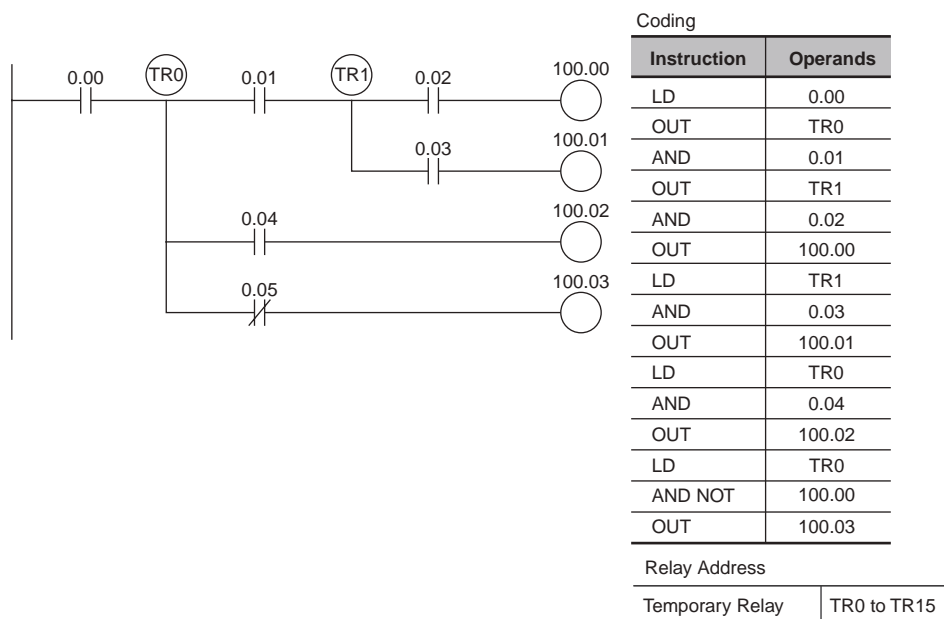 0.00 TR0 0.01 TR1 0.02 100.00
0.03 100.01
0.04 100.02
0.05 100.03
Coding
Instruction Operands
LD 0.00
OUT TR0
AND 0.01
OUT TR1
AND 0.02
OUT 100.00
LD TR1
AND 0.03
OUT 100.01
LD TR0
AND 0.04
OUT 100.02
LD TR0
AND NOT 100.00
OUT 100.03
Relay Address
Temporary Relay TR0 to TR15